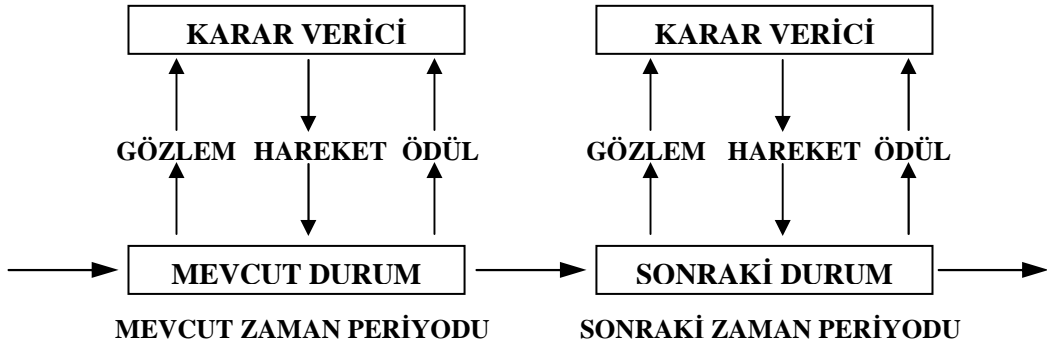 KARAR VERİCİ KARAR VERİCİ
GÖZLEM HAREKET ÖDÜL GÖZLEM HAREKET ÖDÜL
MEVCUT DURUM SONRAKİ DURUM
MEVCUT ZAMAN PERİYODU SONRAKİ ZAMAN PERİYODU